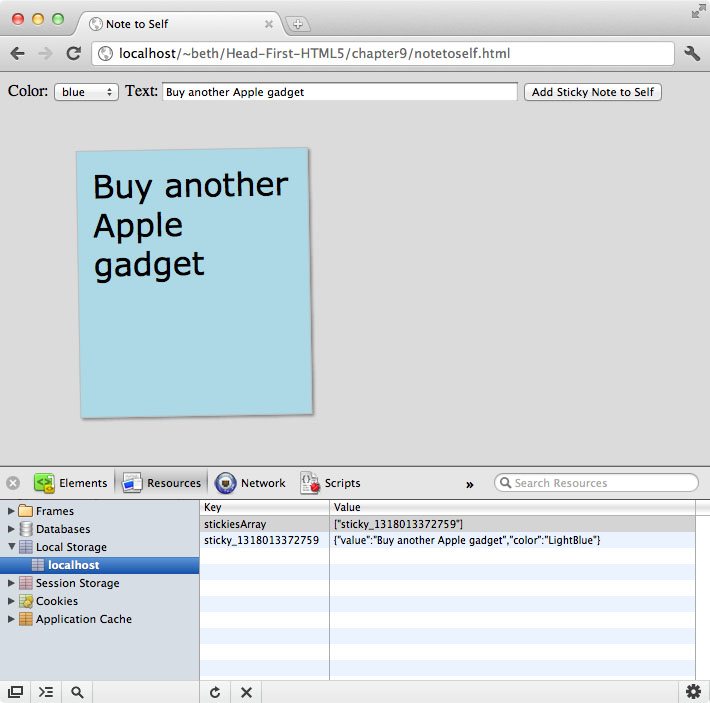 Note to Self
localhost/~beth/Head-First-HTML5/chapter9/notetoself.html
Color: blue Text: Buy another Apple gadget Add Sticky Note to Self
Buy another
Apple
gadget
Elements Resources Network Scripts » Search Resources
Frames
Databases
Local Storage
localhost
Session Storage
Cookies
Application Cache
Key Value
stickiesArray ["sticky_1318013372759"]
sticky_1318013372759 {"value":"Buy another Apple gadget","color":"LightBlue"}